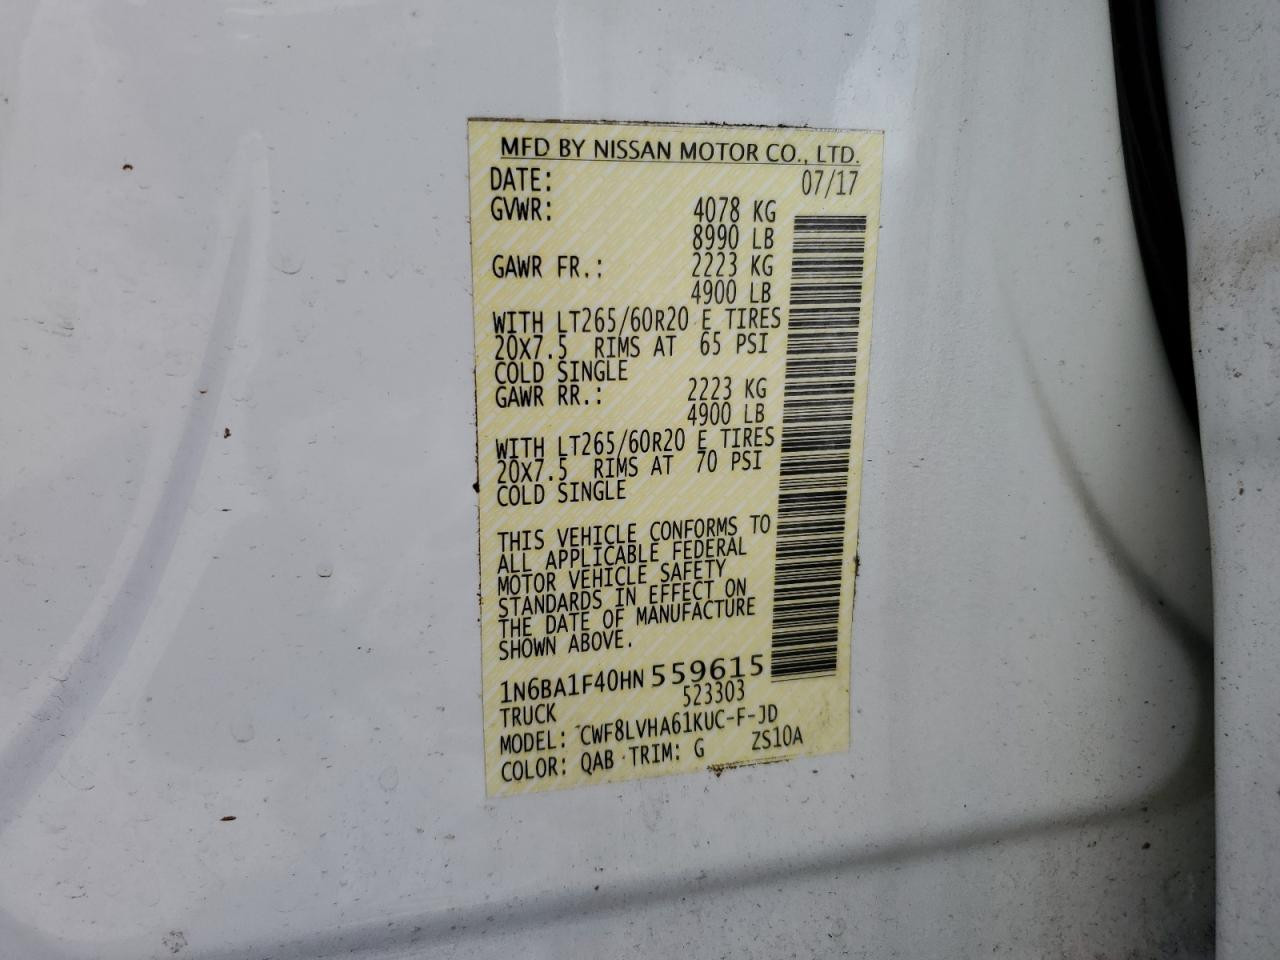 MFD BY NISSAN MOTOR CO., LTD.
DATE: 07/17
GVWR: 4078 KG
8990 LB
GAWR FR.: 2223 KG
4900 LB
WITH LT265/60R20 E TIRES
20X7.5 RIMS AT 65 PSI
COLD SINGLE
GAWR RR.: 2223 KG
4900 LB
WITH LT265/60R20 E TIRES
20X7.5 RIMS AT 70 PSI
COLD SINGLE
THIS VEHICLE CONFORMS TO
ALL APPLICABLE FEDERAL
MOTOR VEHICLE SAFETY
STANDARDS IN EFFECT ON
THE DATE OF MANUFACTURE
SHOWN ABOVE.
1N6BA1F40HN559615
TRUCK 523303
MODEL: CWF8LVHA61KUC-F-JD
COLOR: QAB TRIM: G ZS10A